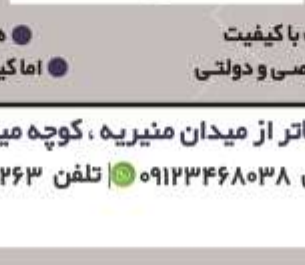 با کیفیت
صی و دولتی
اما کی
اتر از میدان منیریه ، کوچه می
۰۹۱۲۳۴۶۸۰۳۸ | تلفن ۲۶۳